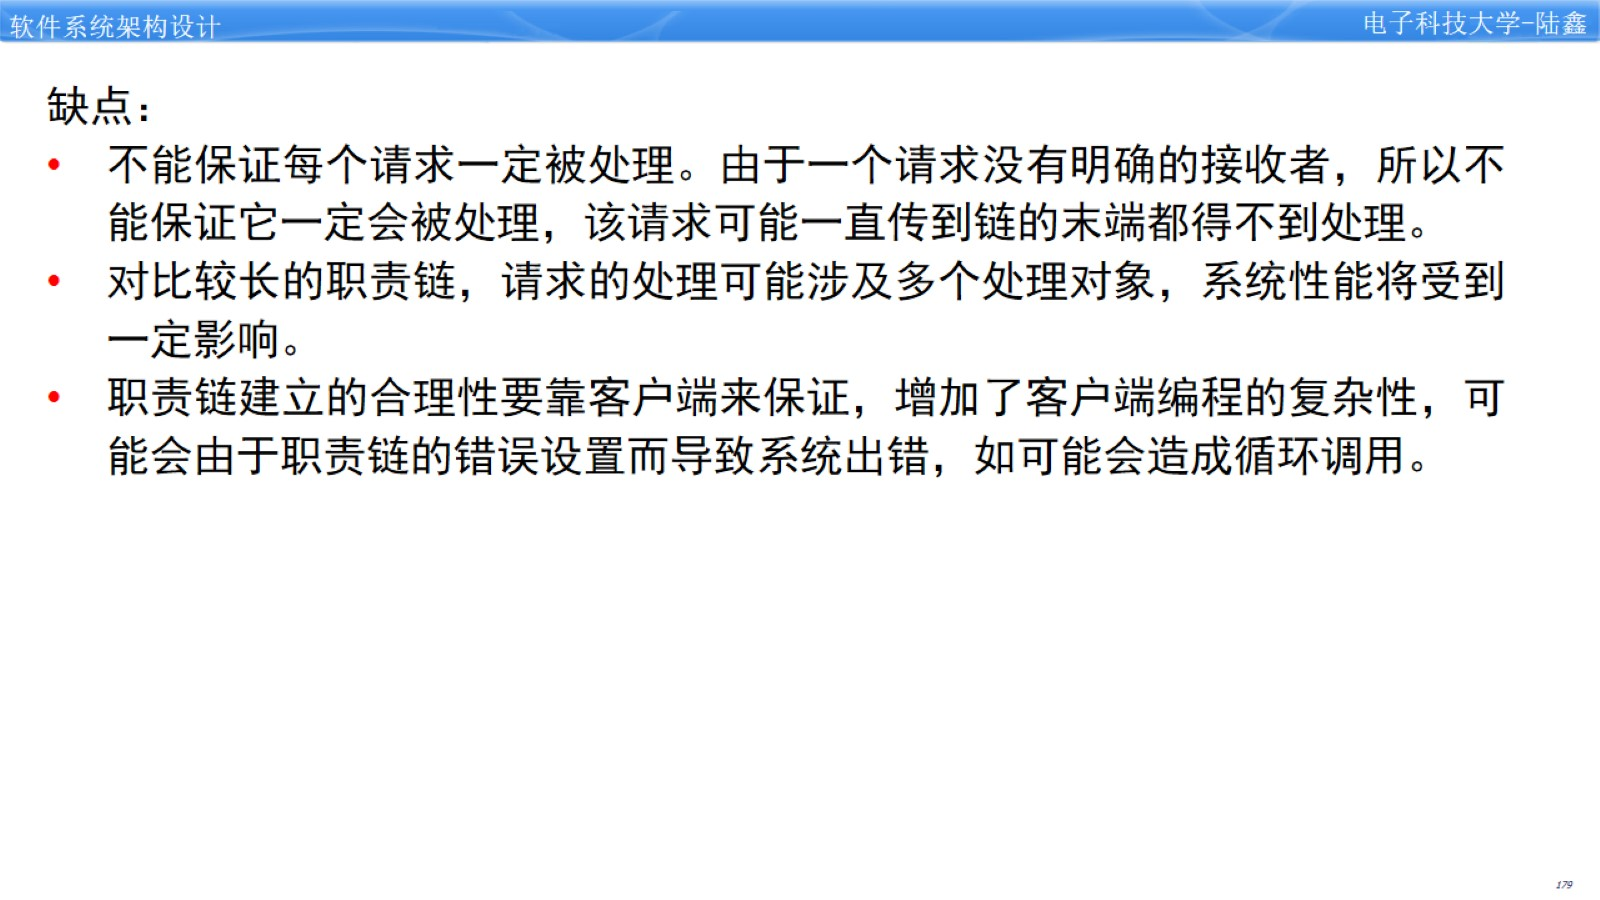 软件系统架构设计
电子科技大学-陆鑫
缺点：
• 不能保证每个请求一定被处理。由于一个请求没有明确的接收者，所以不
能保证它一定会被处理，该请求可能一直传到链的末端都得不到处理。
• 对比较长的职责链，请求的处理可能涉及多个处理对象，系统性能将受到
一定影响。
• 职责链建立的合理性要靠客户端来保证，增加了客户端编程的复杂性，可
能会由于职责链的错误设置而导致系统出错，如可能会造成循环调用。
179